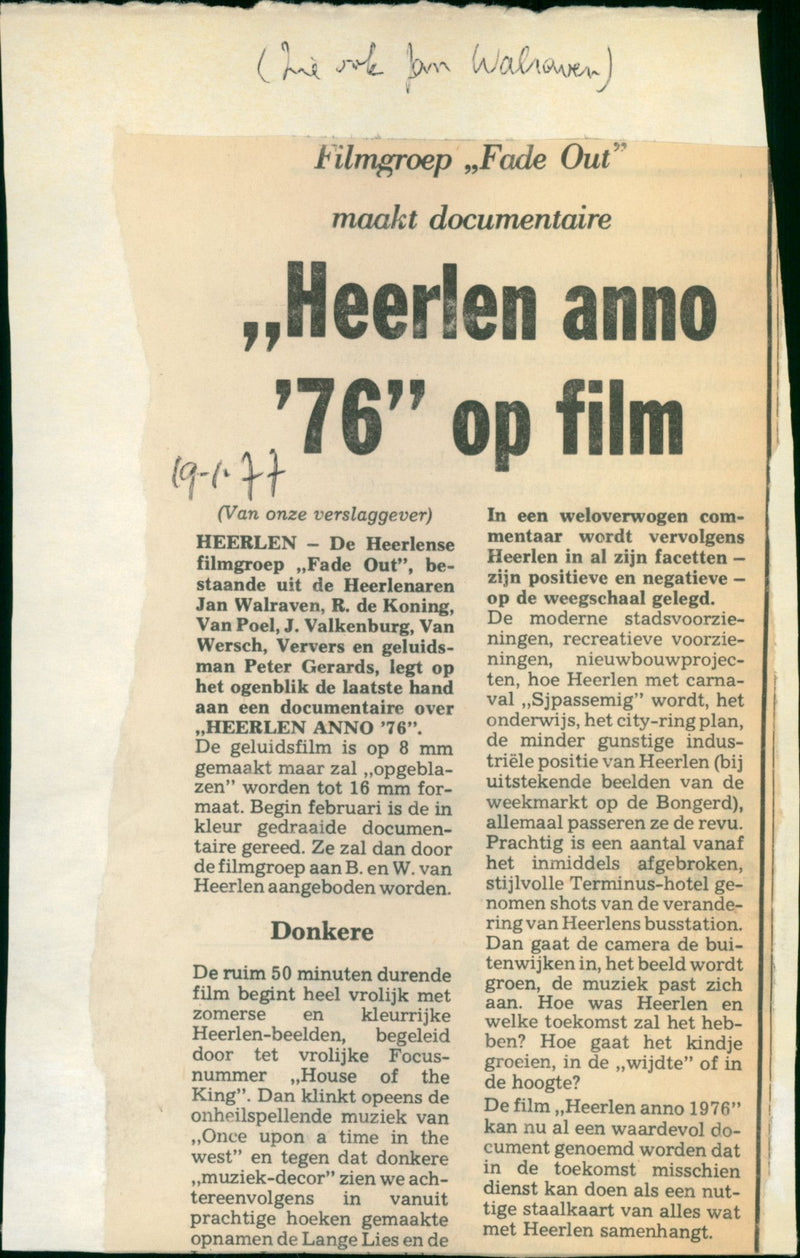 (Zie ook Jan Walraven)
Filmgroep „Fade Out”
maakt documentaire
„Heerlen anno
’76” op film
19-1-77
(Van onze verslaggever)
HEERLEN – De Heerlense
filmgroep „Fade Out”, be-
staande uit de Heerlenaren
Jan Walraven, R. de Koning,
Van Poel, J. Valkenburg, Van
Wersch, Ververs en geluids-
man Peter Gerards, legt op
het ogenblik de laatste hand
aan een documentaire over
„HEERLEN ANNO ’76”.
De geluidsfilm is op 8 mm
gemaakt maar zal „opgebla-
zen” worden tot 16 mm for-
maat. Begin februari is de in
kleur gedraaide documen-
taire gereed. Ze zal dan door
de filmgroep aan B. en W. van
Heerlen aangeboden worden.
Donkere
De ruim 50 minuten durende
film begint heel vrolijk met
zomerse en kleurrijke
Heerlen-beelden, begeleid
door tet vrolijke Focus-
nummer „House of the
King”. Dan klinkt opeens de
onheilspellende muziek van
„Once upon a time in the
west” en tegen dat donkere
„muziek-decor” zien we ach-
tereenvolgens in vanuit
prachtige hoeken gemaakte
opnamen de Lange Lies en de
In een weloverwogen com-
mentaar wordt vervolgens
Heerlen in al zijn facetten –
zijn positieve en negatieve –
op de weegschaal gelegd.
De moderne stadsvoorzie-
ningen, recreatieve voorzie-
ningen, nieuwbouwprojec-
ten, hoe Heerlen met carna-
val „Sjpassemig” wordt, het
onderwijs, het city-ring plan,
de minder gunstige indus-
triële positie van Heerlen (bij
uitstekende beelden van de
weekmarkt op de Bongerd),
allemaal passeren ze de revu.
Prachtig is een aantal vanaf
het inmiddels afgebroken,
stijlvolle Terminus-hotel ge-
nomen shots van de verande-
ring van Heerlens busstation.
Dan gaat de camera de bui-
tenwijken in, het beeld wordt
groen, de muziek past zich
aan. Hoe was Heerlen en
welke toekomst zal het heb-
ben? Hoe gaat het kindje
groeien, in de „wijdte” of in
de hoogte?
De film „Heerlen anno 1976”
kan nu al een waardevol do-
cument genoemd worden dat
in de toekomst misschien
dienst kan doen als een nut-
tige staalkaart van alles wat
met Heerlen samenhangt.